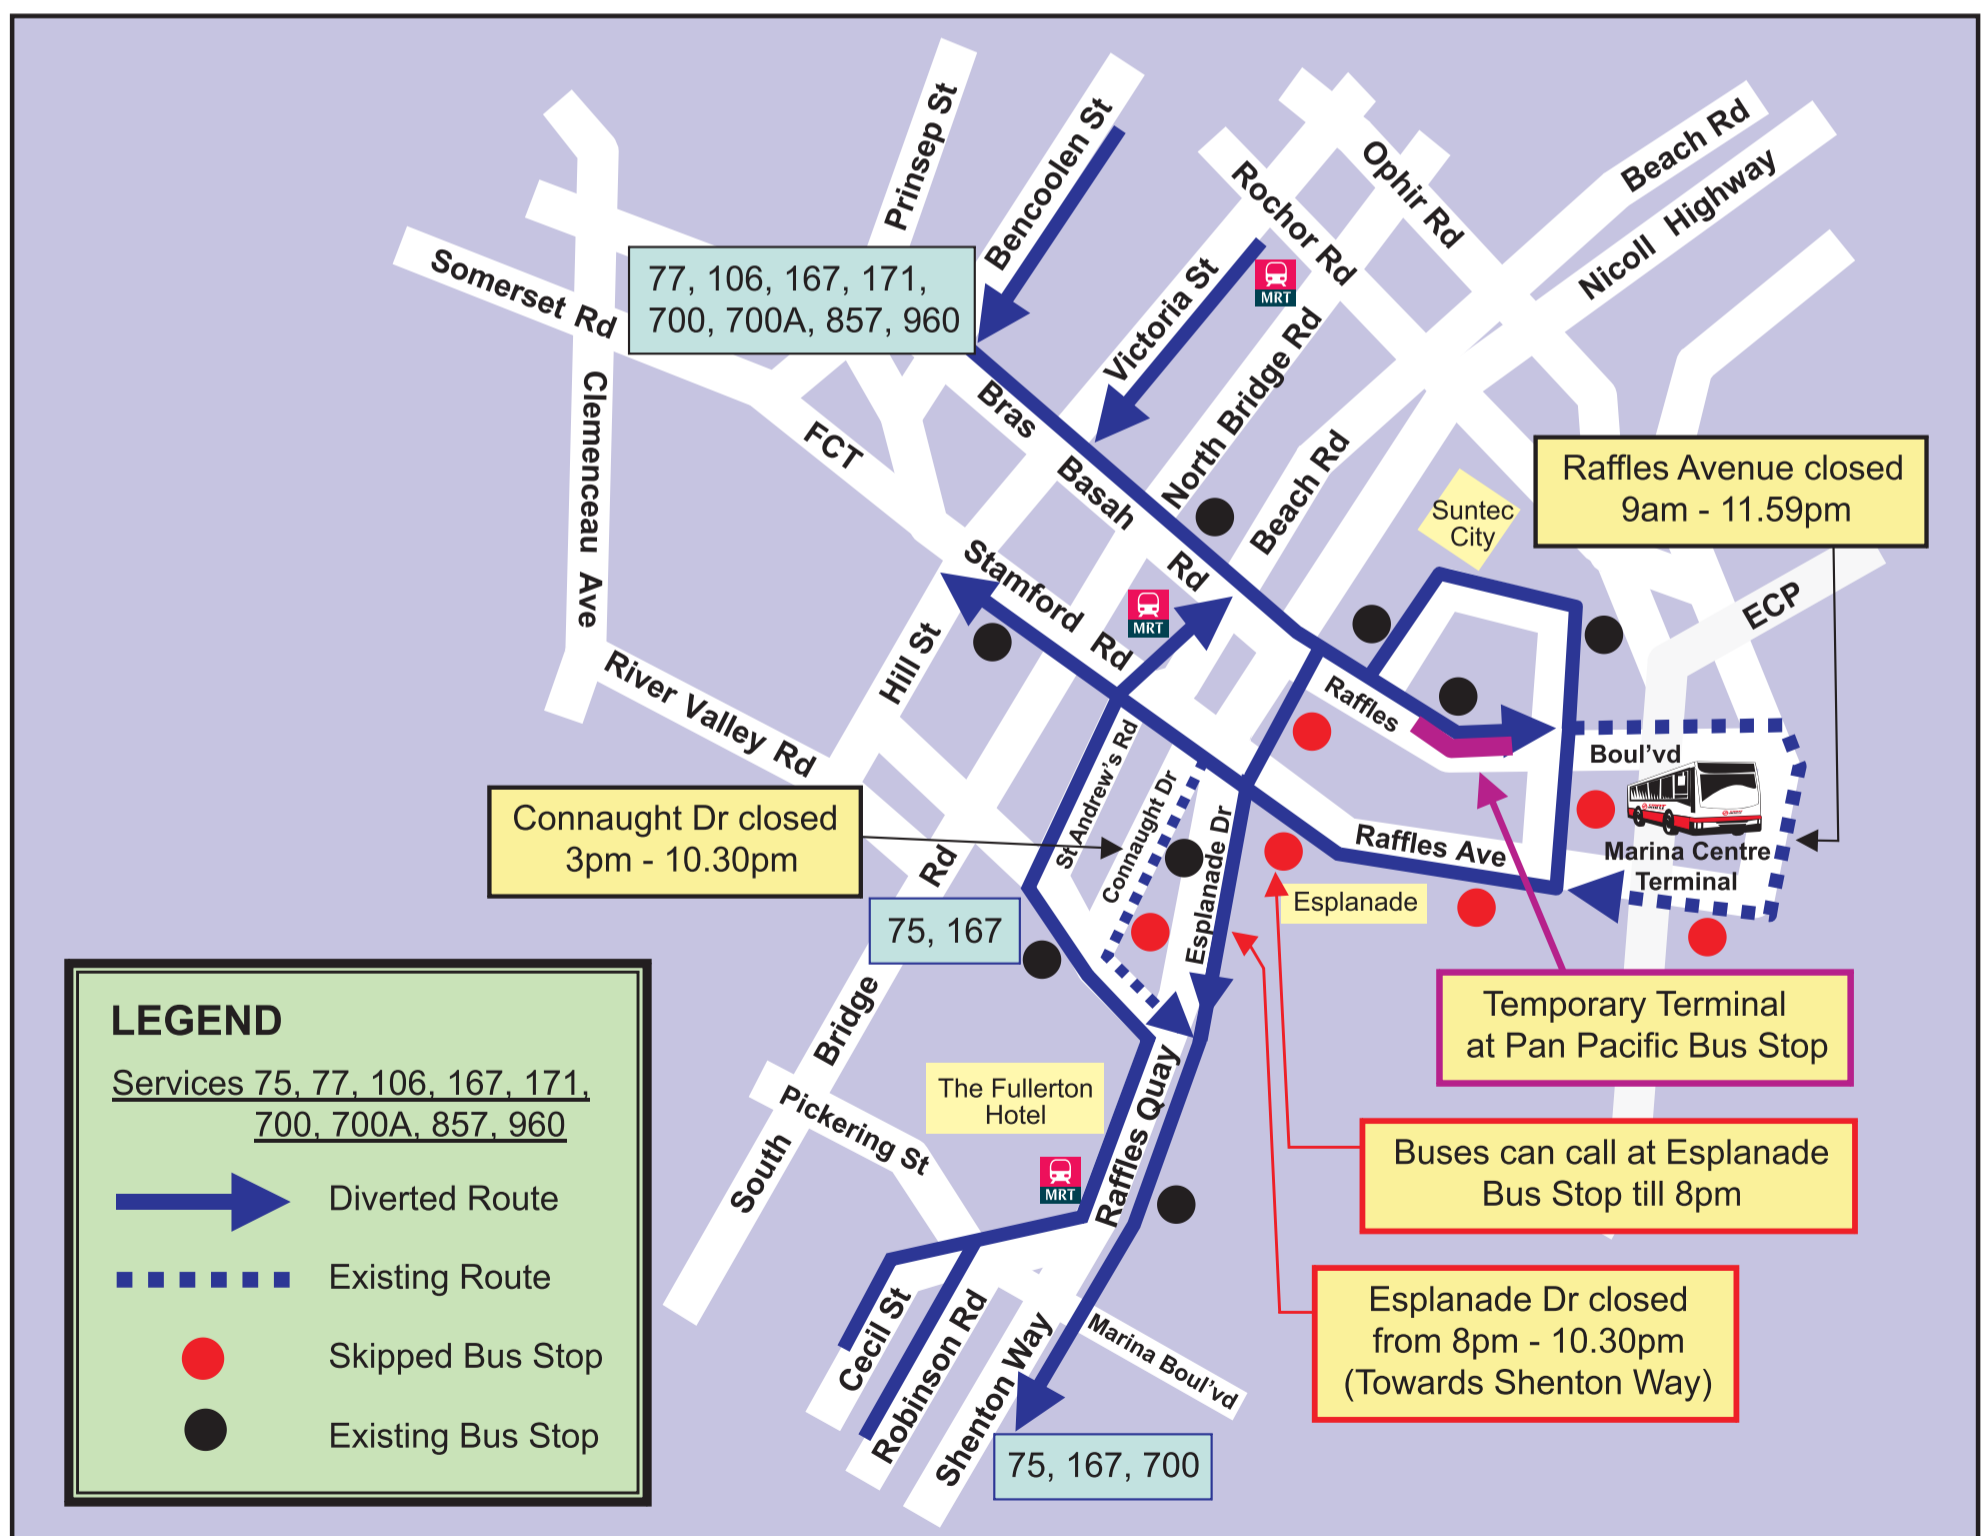 Prinsep St
Bencoolen St
Beach Rd
Nicoll Highway
Ophir Rd
Rochor Rd
Somerset Rd
77, 106, 167, 171,
700, 700A, 857, 960
Victoria St
MRT
North Bridge Rd
Clemenceau Ave
FCT
Bras Basah Rd
Beach Rd
Suntec
City
Raffles Avenue closed
9am - 11.59pm
ECP
Stamford Rd
MRT
Hill St
River Valley Rd
Raffles Boul'vd
Connaught Dr closed
3pm - 10.30pm
St Andrew's Rd
Connaught Dr
Esplanade Dr
Raffles Ave
Marina Centre
Terminal
Esplanade
75, 167
South Bridge Rd
Temporary Terminal
at Pan Pacific Bus Stop
The Fullerton
Hotel
Pickering St
MRT
Raffles Quay
Buses can call at Esplanade
Bus Stop till 8pm
Esplanade Dr closed
from 8pm - 10.30pm
(Towards Shenton Way)
Cecil St
Robinson Rd
Shenton Way
Marina Boul'vd
75, 167, 700
LEGEND
Services 75, 77, 106, 167, 171,
700, 700A, 857, 960
Diverted Route
Existing Route
Skipped Bus Stop
Existing Bus Stop